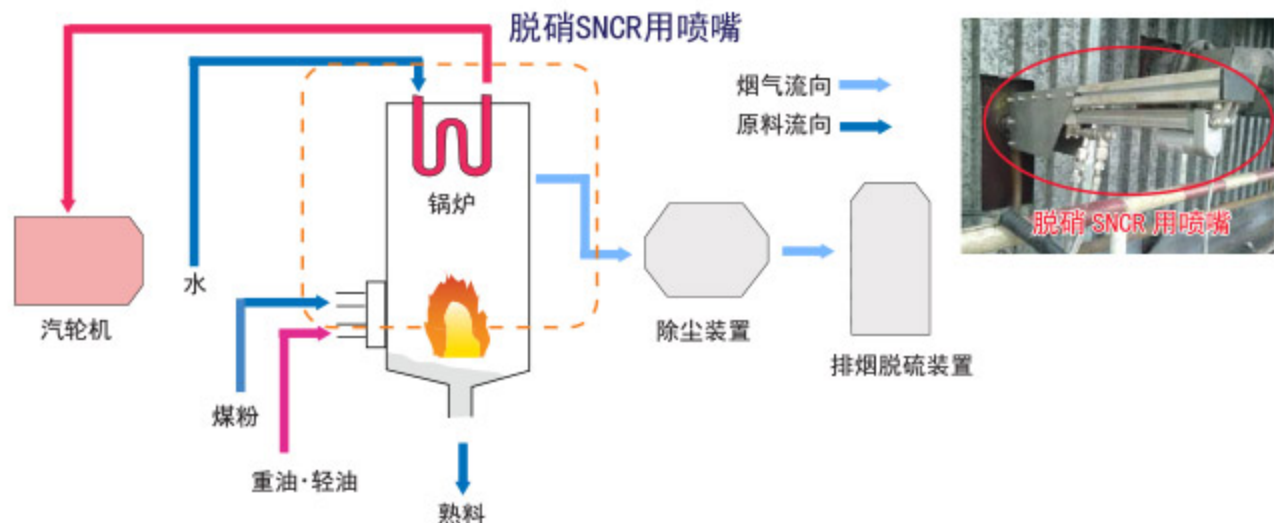 脱硝SNCR用喷嘴
烟气流向
原料流向
脱硝 SNCR 用喷嘴
锅炉
水
汽轮机
除尘装置
排烟脱硫装置
煤粉
重油·轻油
熟料